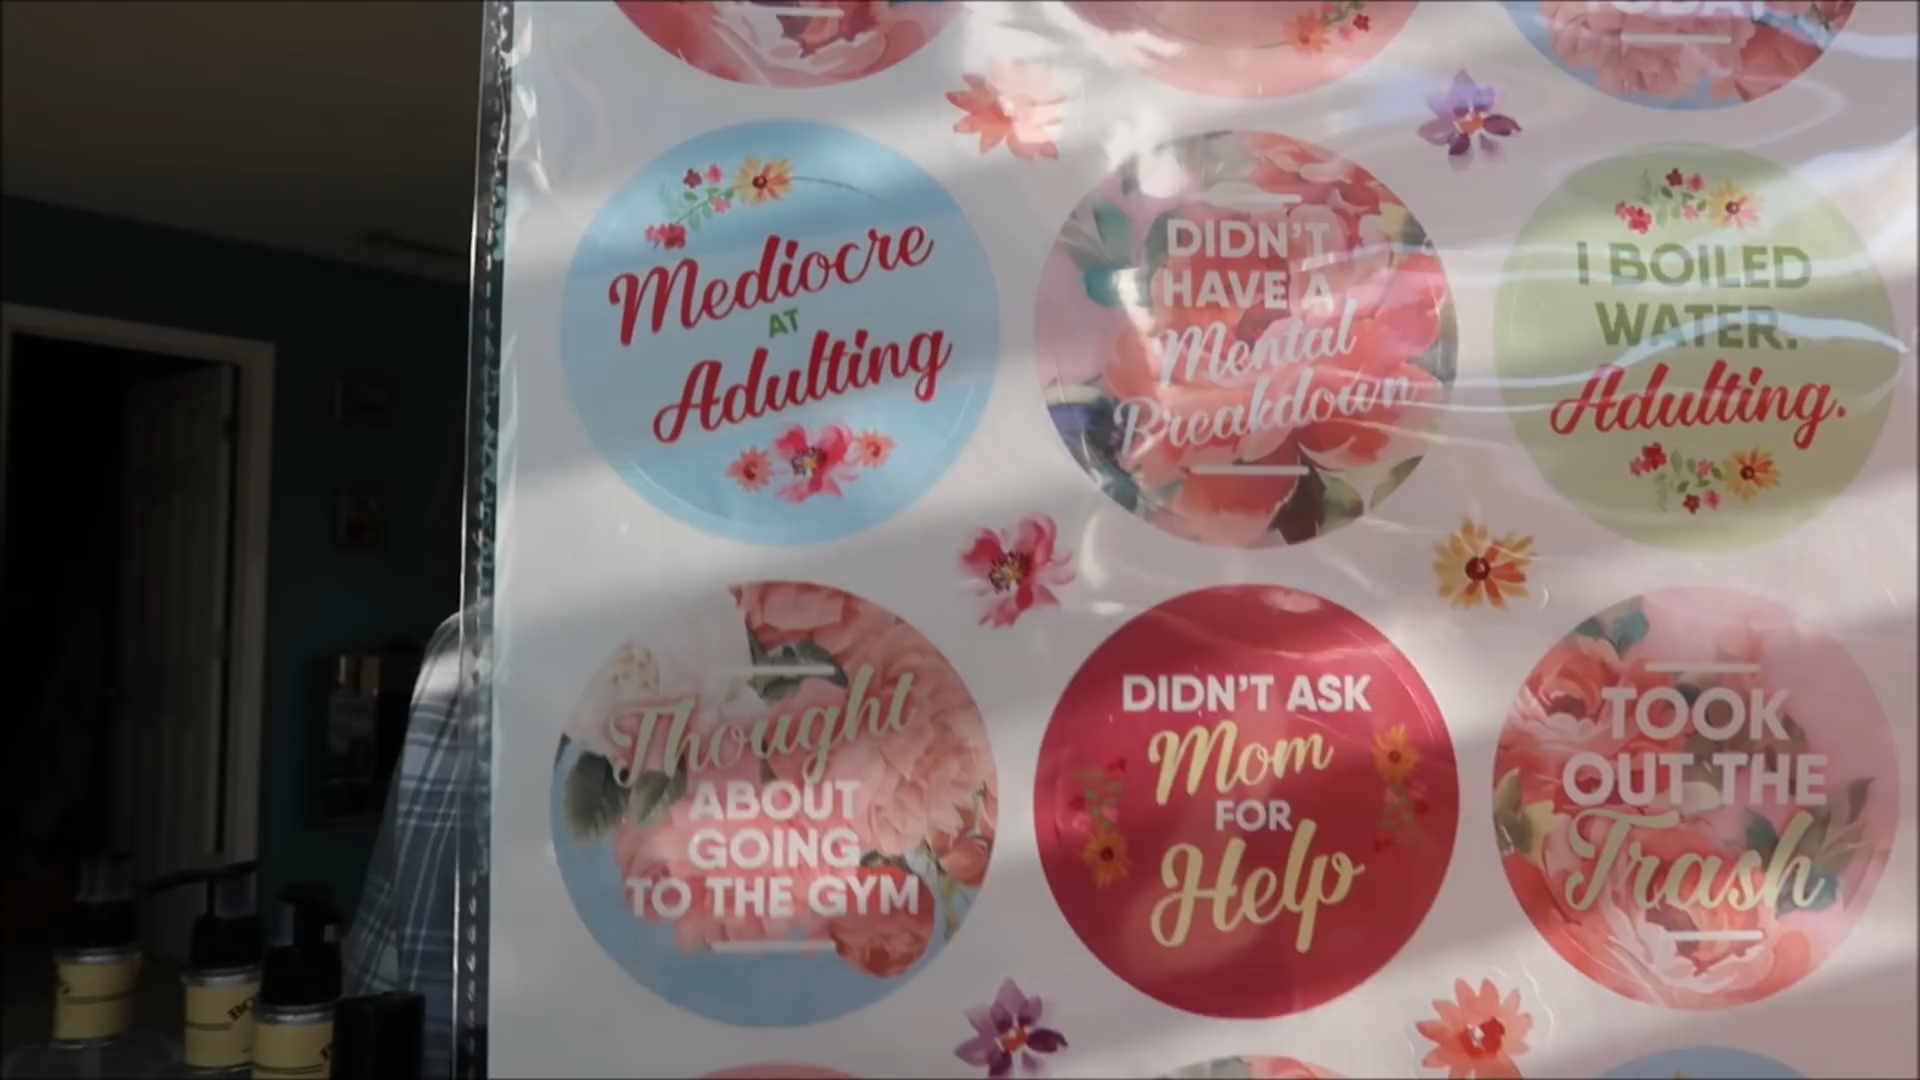 TODAY
Mediocre
AT
Adulting
DIDN'T
HAVE A
Mental
Breakdown
I BOILED
WATER.
Adulting.
Thought
ABOUT
GOING
TO THE GYM
DIDN'T ASK
Mom
FOR
Help
TOOK
OUT THE
Trash